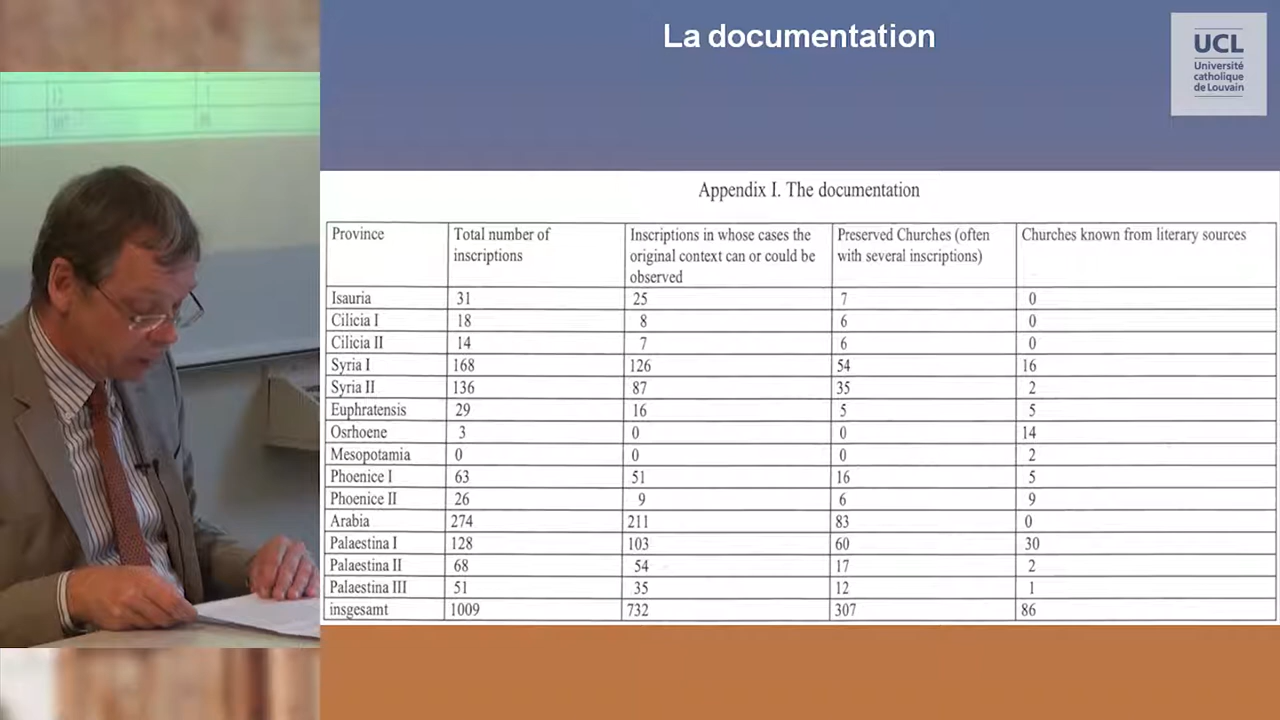 La documentation
UCL
Université
catholique
de Louvain
Appendix I. The documentation
Province | Total number of inscriptions | Inscriptions in whose cases the original context can or could be observed | Preserved Churches (often with several inscriptions) | Churches known from literary sources
Isauria 31 25 7 0
Cilicia I 18 8 6 0
Cilicia II 14 7 6 0
Syria I 168 126 54 16
Syria II 136 87 35 2
Euphratensis 29 16 5 5
Osrhoene 3 0 0 14
Mesopotamia 0 0 0 2
Phoenice I 63 51 16 5
Phoenice II 26 9 6 9
Arabia 274 211 83 0
Palaestina I 128 103 60 30
Palaestina II 68 54 17 2
Palaestina III 51 35 12 1
insgesamt 1009 732 307 86